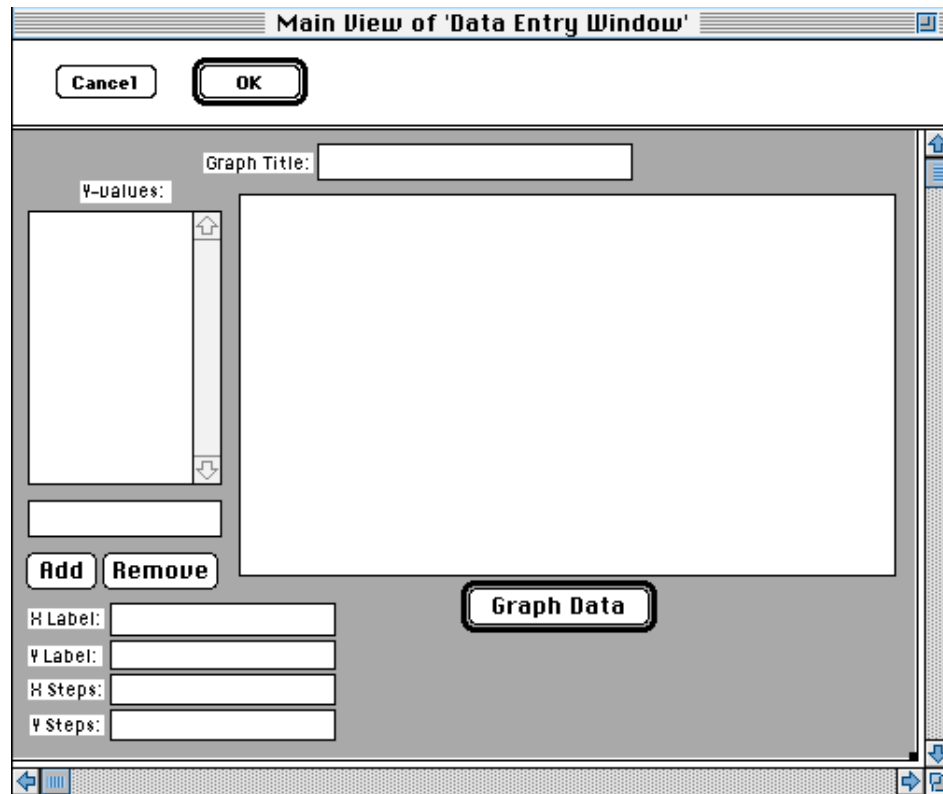 Main View of 'Data Entry Window'
Cancel OK
Graph Title:
Y-values:
Add Remove
Graph Data
X Label:
Y Label:
X Steps:
Y Steps: